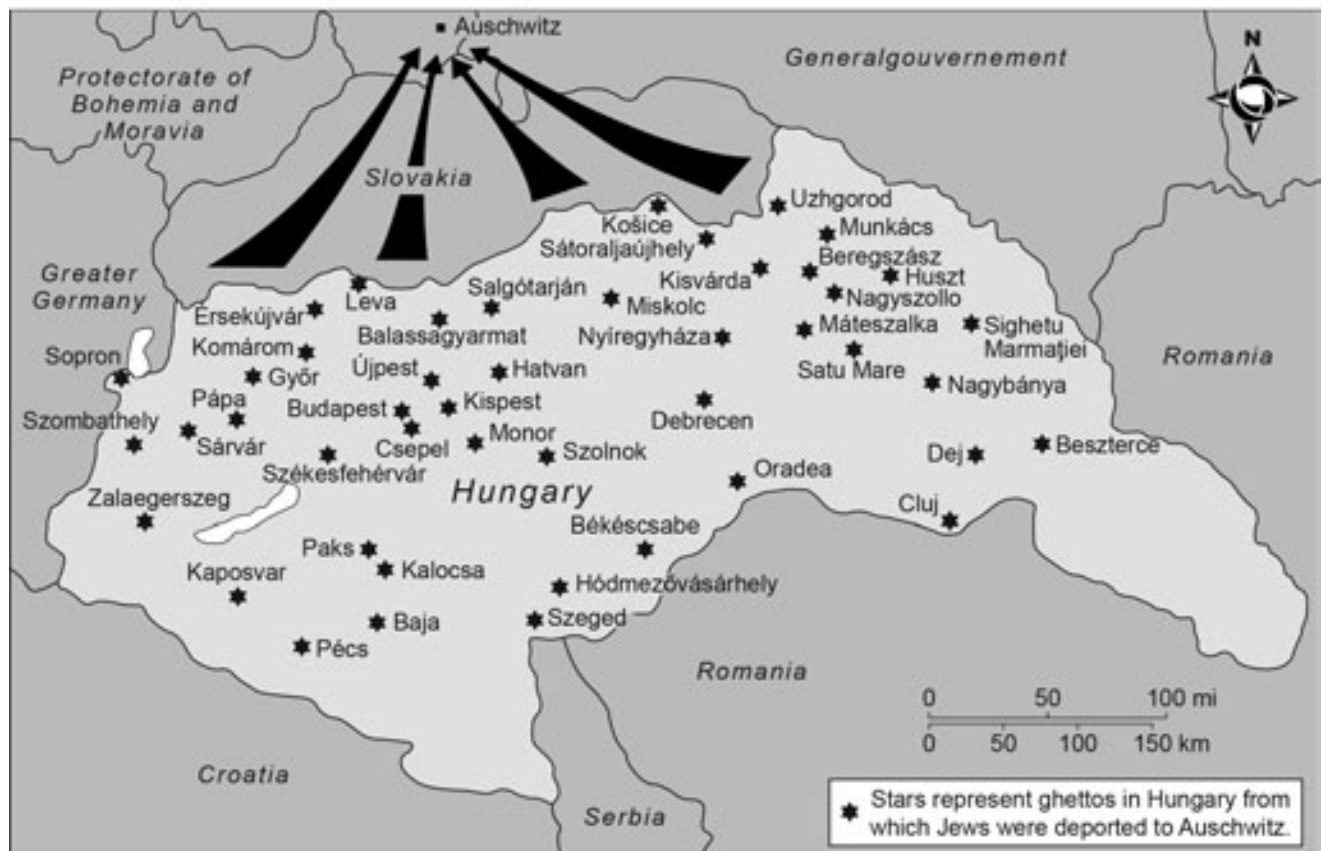 Auschwitz
N
Generalgouvernement
Protectorate of
Bohemia and
Moravia
Slovakia
Uzhgorod
Košice
Munkács
Sátoraljaújhely
Beregszász
Greater
Germany
Kisvárda
Huszt
Leva
Salgótarján
Miskolc
Nagyszollo
Érsekújvár
Balassagyarmat
Nyíregyháza
Máteszalka
Sighetu
Marmaţiei
Komárom
Sopron
Újpest
Hatvan
Satu Mare
Romania
Győr
Nagybánya
Pápa
Budapest
Kispest
Debrecen
Szombathely
Sárvár
Csepel
Monor
Szolnok
Dej
Beszterce
Székesfehérvár
Oradea
Hungary
Zalaegerszeg
Cluj
Békéscsabe
Paks
Kalocsa
Kaposvar
Hódmezővásárhely
Baja
Szeged
Pécs
Romania
0 50 100 mi
0 50 100 150 km
Croatia
Serbia
Stars represent ghettos in Hungary from
which Jews were deported to Auschwitz.